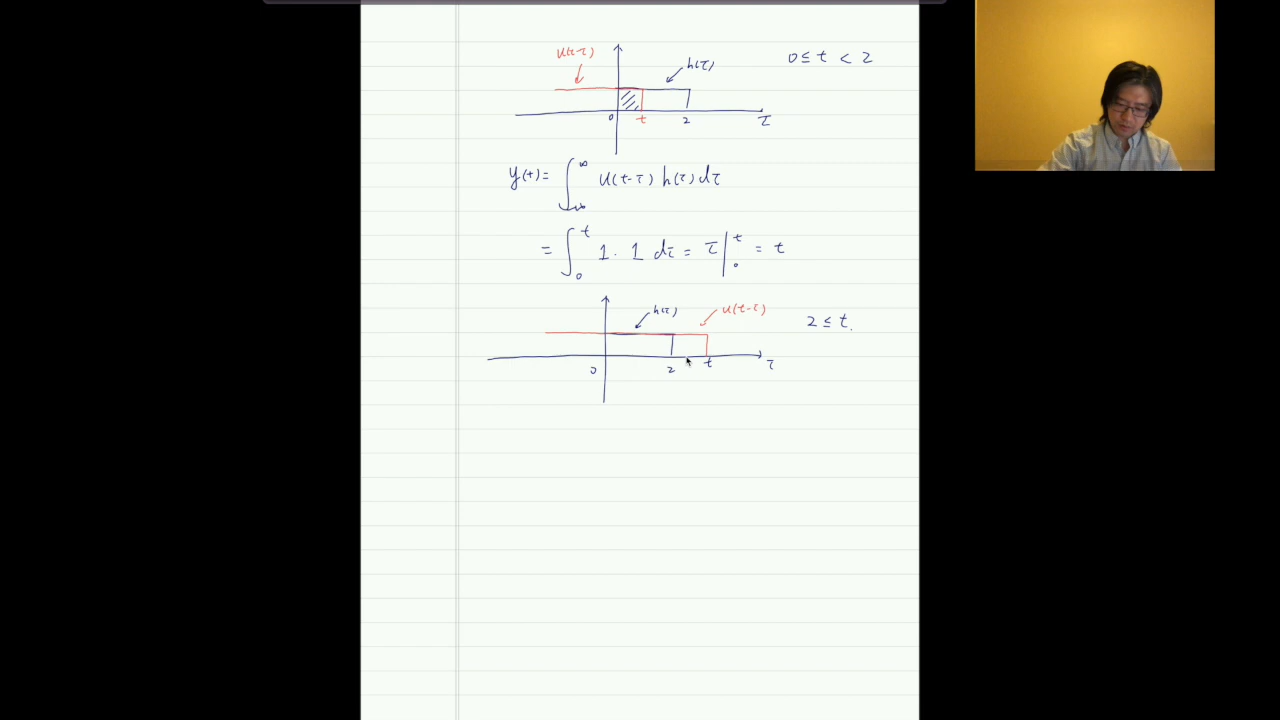 u(t-τ)
h(τ)
0 ≤ t < 2
0 t 2 τ
y(t) = ∫_{-∞}^{∞} u(t-τ) h(τ) dτ
= ∫_0^t 1 · 1 dτ = τ |_0^t = t
h(τ)
u(t-τ)
2 ≤ t.
0 2 t τ